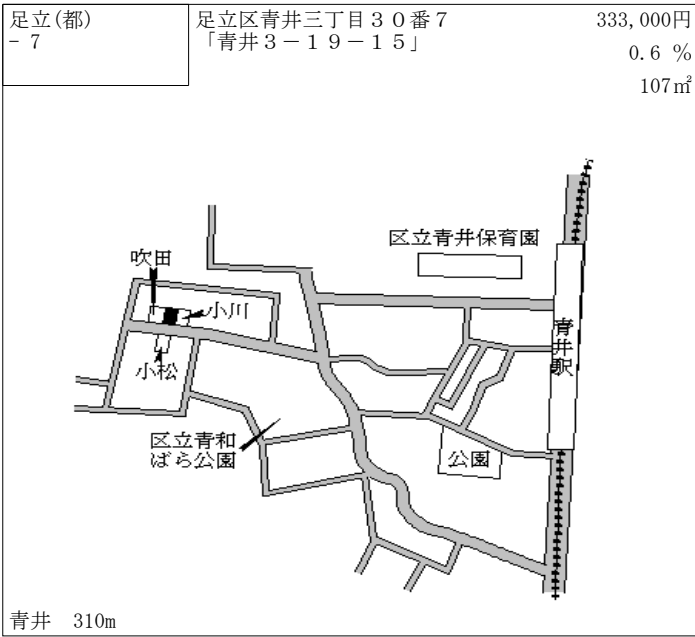 足立(都)
－７
足立区青井三丁目３０番７
「青井３－１９－１５」
333,000円
0.6 %
107㎡
区立青井保育園
吹田
小川
青井駅
小松
区立青和
ばら公園
公園
青井　310m